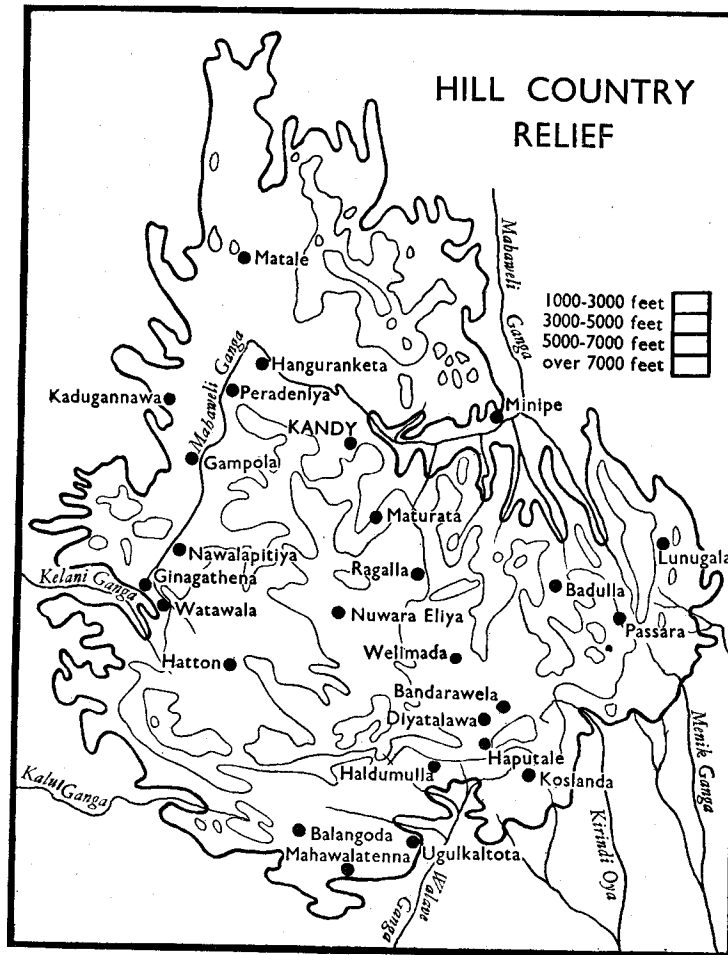 HILL COUNTRY
RELIEF
Mahaweli Ganga
Matale
1000-3000 feet
3000-5000 feet
5000-7000 feet
over 7000 feet
Mahaweli Ganga
Hanguranketa
Kadugannawa
Peradeniya
Minipe
KANDY
Gampola
Maturata
Nawalapitiya
Lunugala
Kelani Ganga
Ginagathena
Ragalla
Badulla
Watawala
Nuwara Eliya
Passara
Welimada
Hatton
Bandarawela
Diyatalawa
Menik Ganga
Haputale
Haldumulla
Koslanda
Kalu Ganga
Kirindi Oya
Balangoda
Ugulkaltota
Mahawalatenna
Walave
Ganga